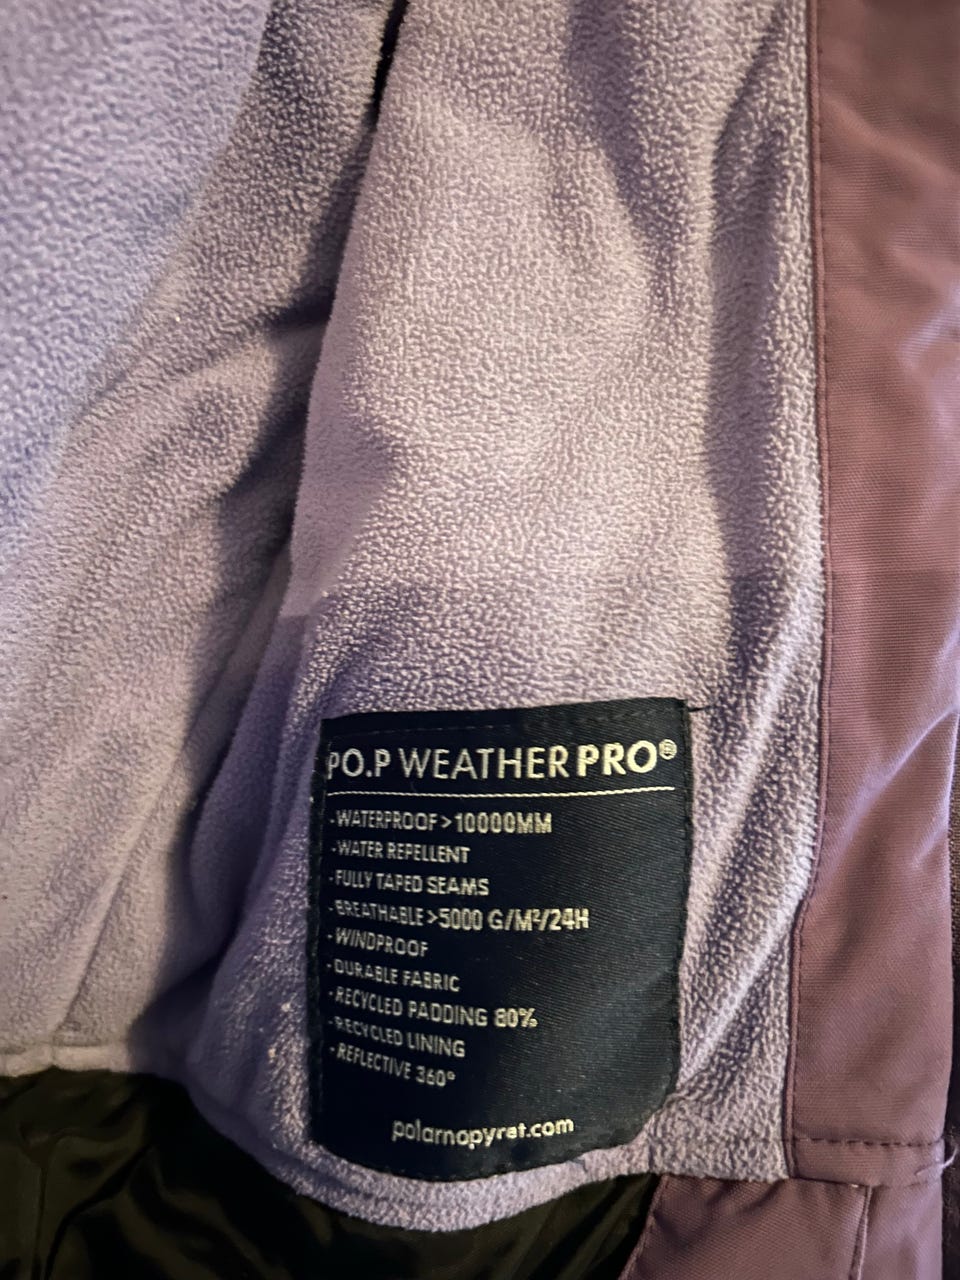 PO.P WEATHER PRO®
-WATERPROOF >10000MM
-WATER REPELLENT
-FULLY TAPED SEAMS
-BREATHABLE >5000 G/M²/24H
-WINDPROOF
-DURABLE FABRIC
-RECYCLED PADDING 80%
-RECYCLED LINING
-REFLECTIVE 360°
polarnopyret.com